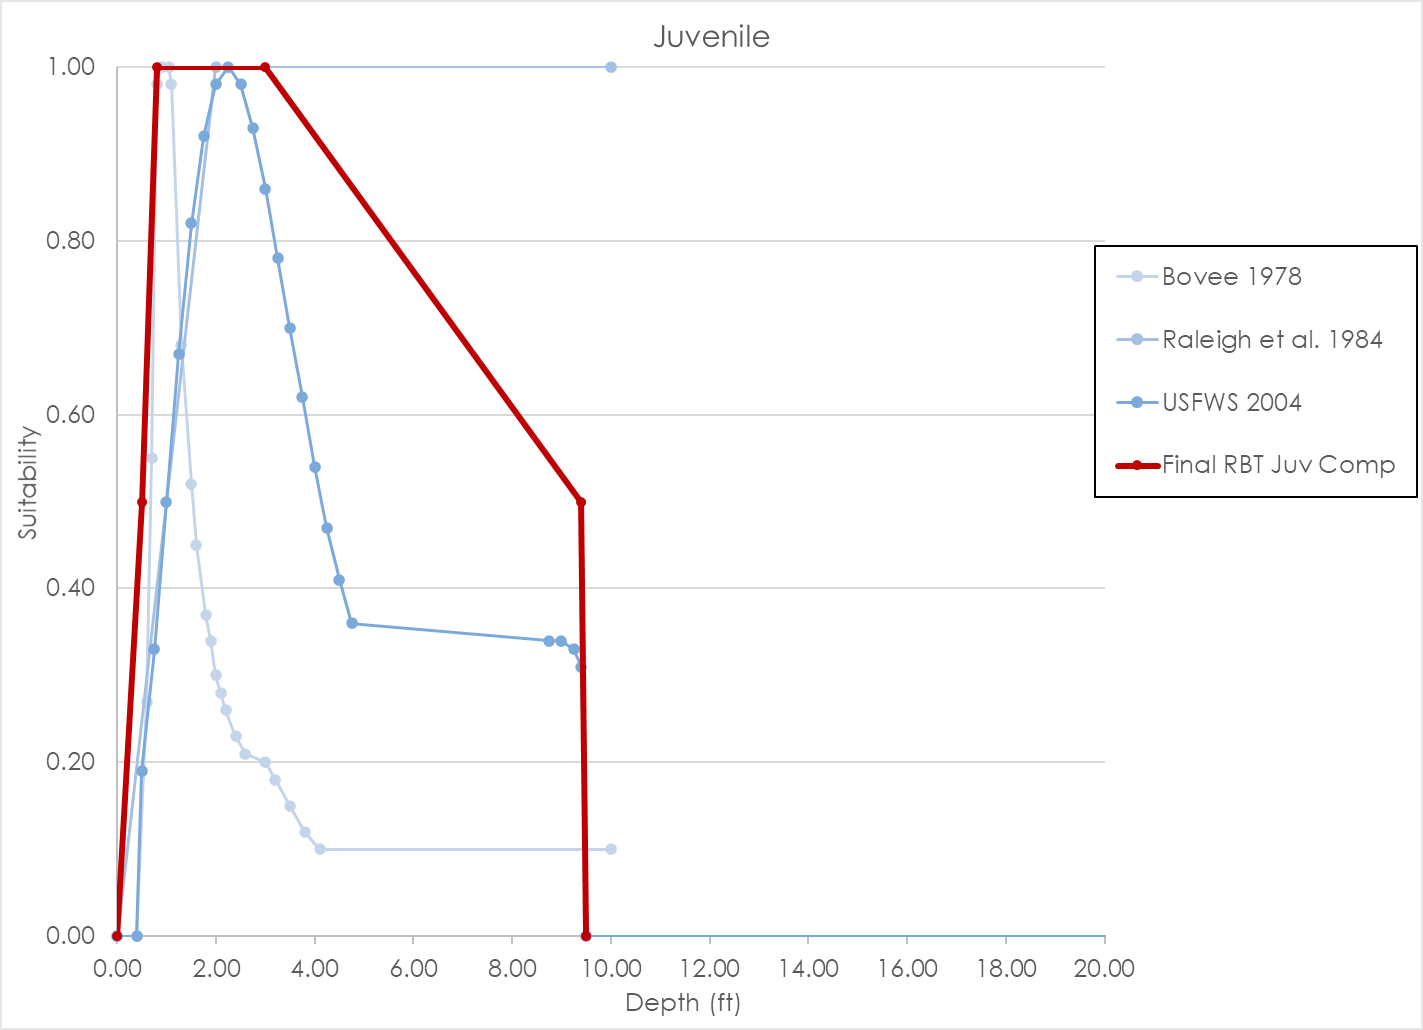 Juvenile
1.00
0.80
0.60
0.40
0.20
0.00
Suitability
0.00 2.00 4.00 6.00 8.00 10.00 12.00 14.00 16.00 18.00 20.00
Depth (ft)
Bovee 1978
Raleigh et al. 1984
USFWS 2004
Final RBT Juv Comp